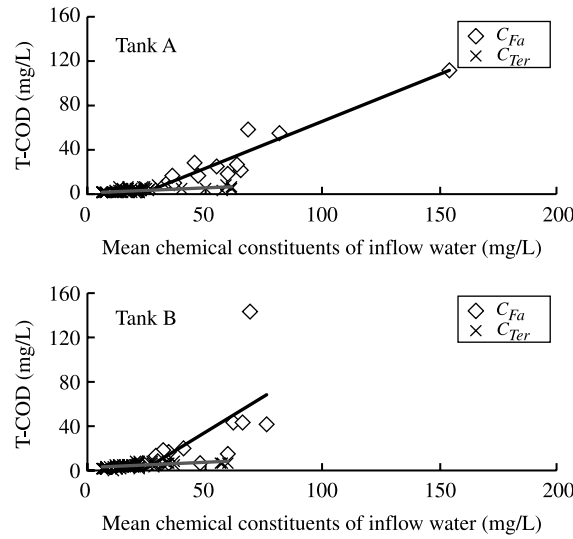 160
Tank A
C_Fa
C_Ter
120
80
40
0
T-COD (mg/L)
0 50 100 150 200
Mean chemical constituents of inflow water (mg/L)
160
Tank B
C_Fa
C_Ter
120
80
40
0
T-COD (mg/L)
0 50 100 150 200
Mean chemical constituents of inflow water (mg/L)